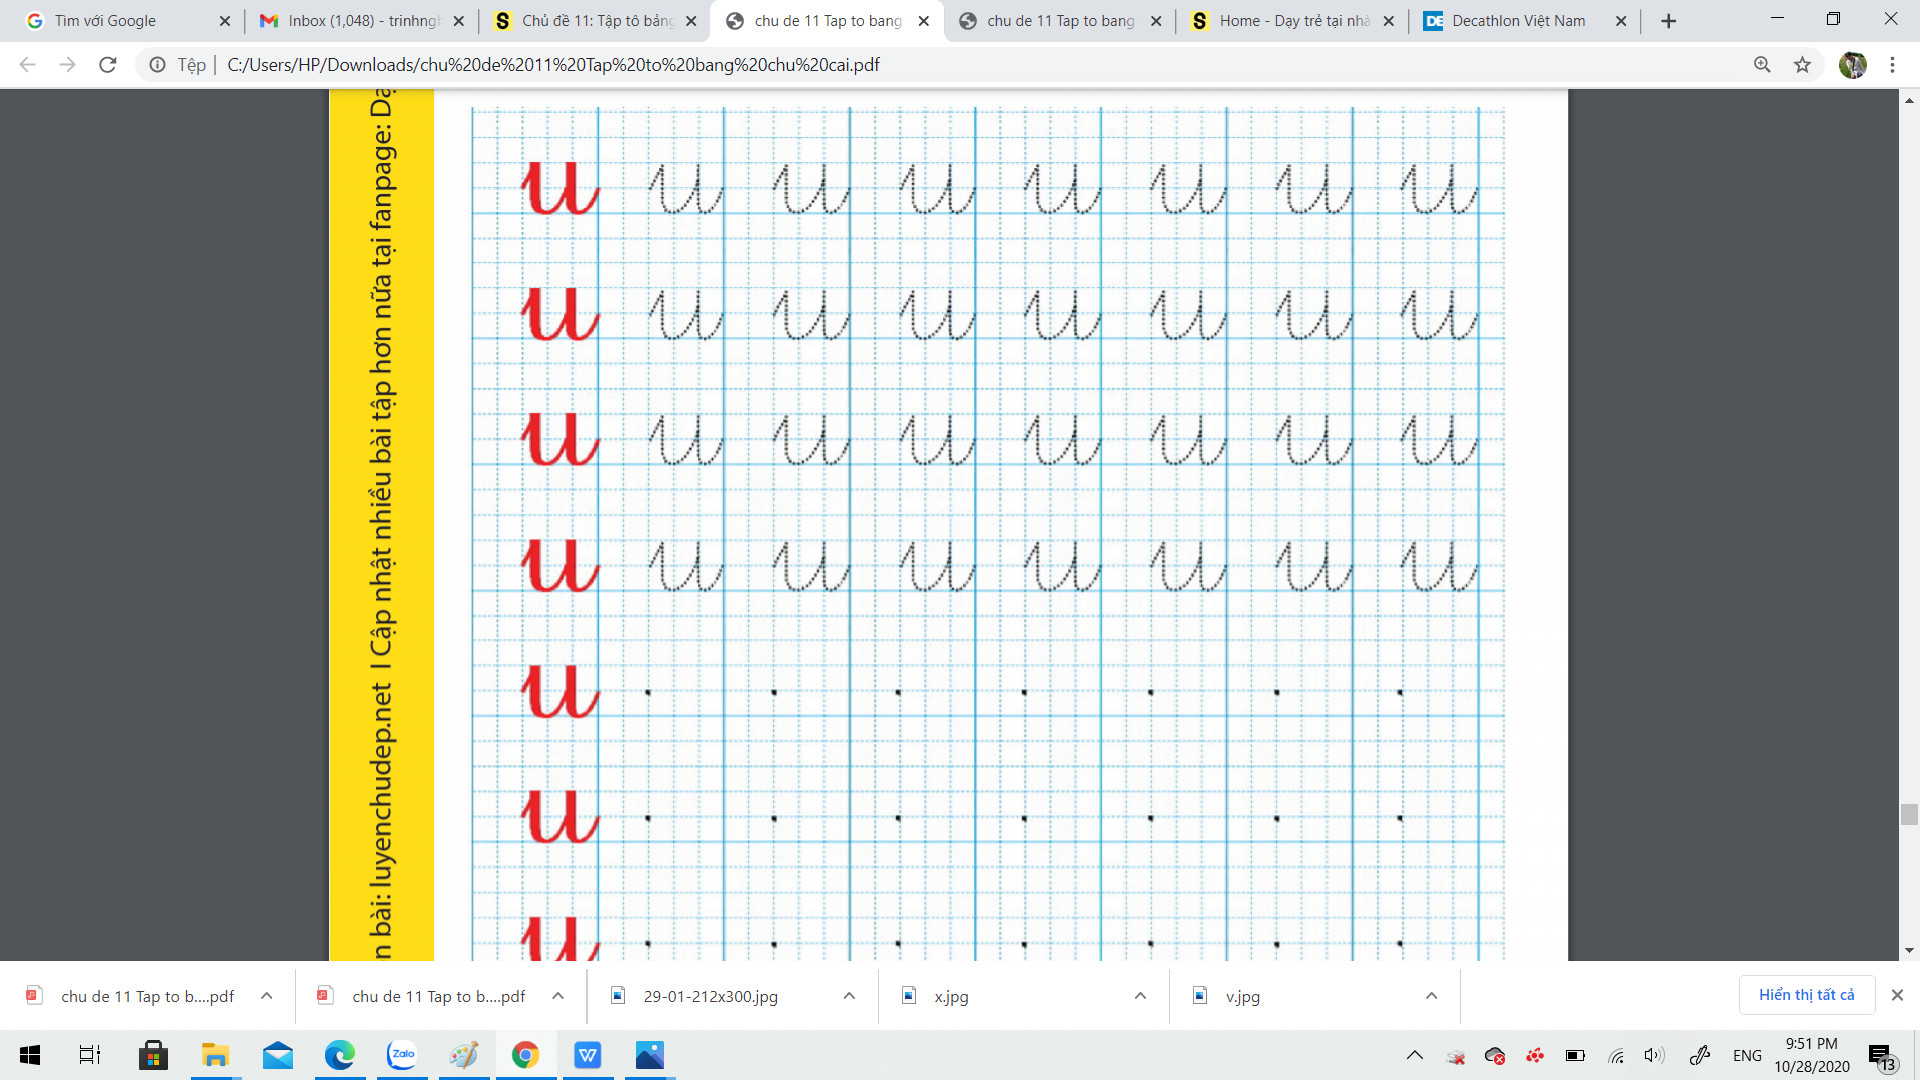 Tìm với Google
Inbox (1,048) - trinhngh
Chủ đề 11: Tập tô bảng
chu de 11 Tap to bang
chu de 11 Tap to bang
Home - Dạy trẻ tại nhà
Decathlon Việt Nam
Tệp
C:/Users/HP/Downloads/chu%20de%2011%20Tap%20to%20bang%20chu%20cai.pdf
n bài: luyenchudep.net I Cập nhật nhiều bài tập hơn nữa tại fanpage: Dạ
u u u u u u u u
u u u u u u u u
u u u u u u u u
u u u u u u u u
u . . . . . . .
u . . . . . . .
u . . . . . . .
chu de 11 Tap to b....pdf
chu de 11 Tap to b....pdf
29-01-212x300.jpg
x.jpg
v.jpg
Hiển thị tất cả
Zalo
ENG
9:51 PM
10/28/2020
13